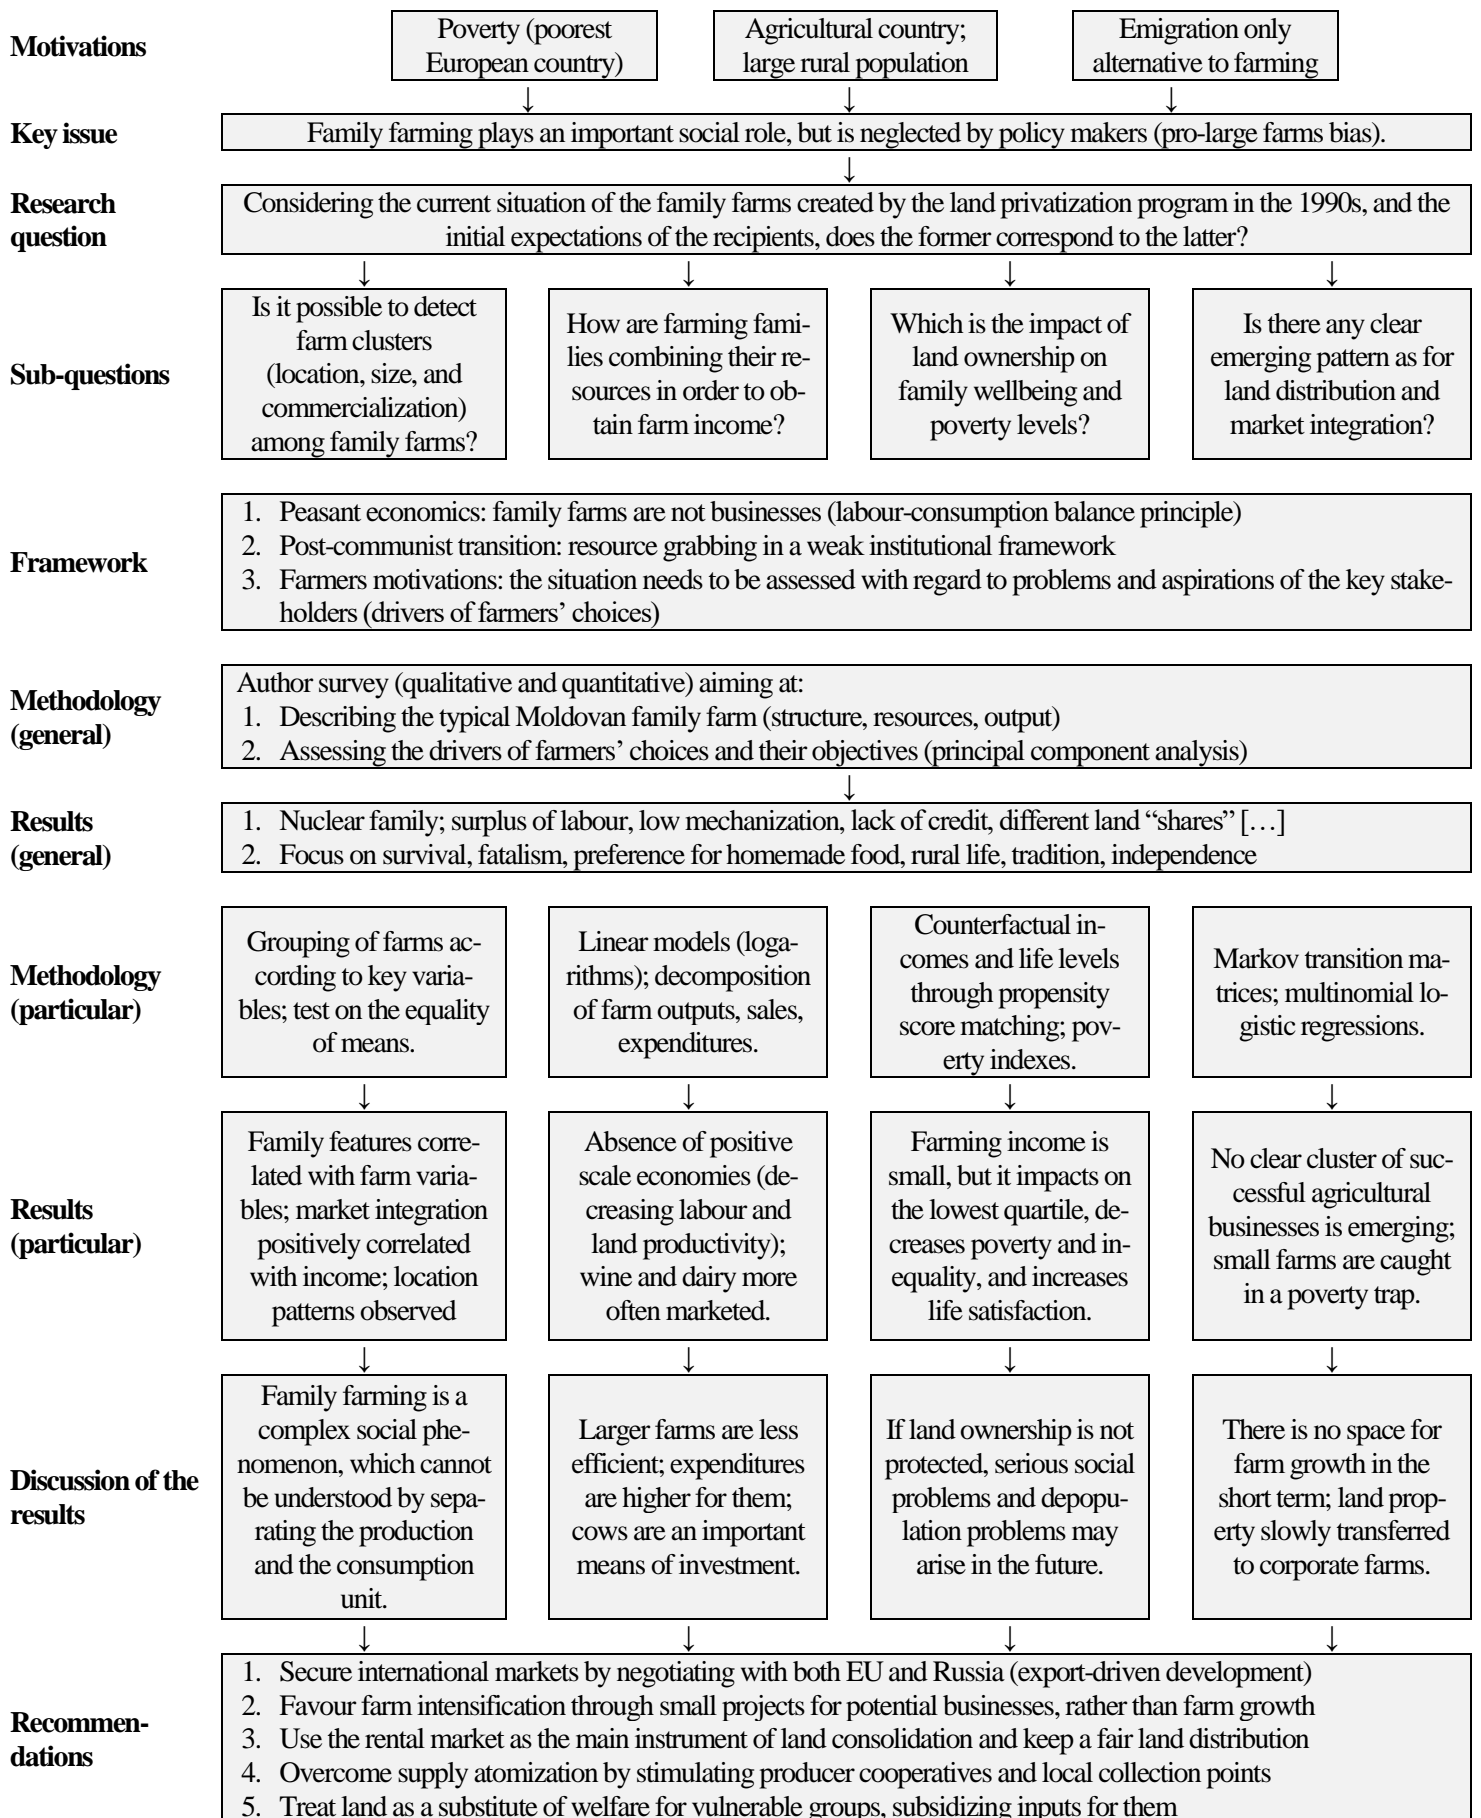 Motivations
Poverty (poorest
European country)
Agricultural country;
large rural population
Emigration only
alternative to farming
↓ ↓ ↓
Key issue
Family farming plays an important social role, but is neglected by policy makers (pro-large farms bias).
↓
Research
question
Considering the current situation of the family farms created by the land privatization program in the 1990s, and the
initial expectations of the recipients, does the former correspond to the latter?
↓ ↓ ↓ ↓
Sub-questions
Is it possible to detect
farm clusters
(location, size, and
commercialization)
among family farms?
How are farming fami-
lies combining their re-
sources in order to ob-
tain farm income?
Which is the impact of
land ownership on
family wellbeing and
poverty levels?
Is there any clear
emerging pattern as for
land distribution and
market integration?
Framework
1. Peasant economics: family farms are not businesses (labour-consumption balance principle)
2. Post-communist transition: resource grabbing in a weak institutional framework
3. Farmers motivations: the situation needs to be assessed with regard to problems and aspirations of the key stake-
holders (drivers of farmers’ choices)
Methodology
(general)
Author survey (qualitative and quantitative) aiming at:
1. Describing the typical Moldovan family farm (structure, resources, output)
2. Assessing the drivers of farmers’ choices and their objectives (principal component analysis)
↓
Results
(general)
1. Nuclear family; surplus of labour, low mechanization, lack of credit, different land “shares” […]
2. Focus on survival, fatalism, preference for homemade food, rural life, tradition, independence
Methodology
(particular)
Grouping of farms ac-
cording to key varia-
bles; test on the equality
of means.
Linear models (loga-
rithms); decomposition
of farm outputs, sales,
expenditures.
Counterfactual in-
comes and life levels
through propensity
score matching; pov-
erty indexes.
Markov transition ma-
trices; multinomial lo-
gistic regressions.
↓ ↓ ↓ ↓
Results
(particular)
Family features corre-
lated with farm varia-
bles; market integration
positively correlated
with income; location
patterns observed
Absence of positive
scale economies (de-
creasing labour and
land productivity);
wine and dairy more
often marketed.
Farming income is
small, but it impacts on
the lowest quartile, de-
creases poverty and in-
equality, and increases
life satisfaction.
No clear cluster of suc-
cessful agricultural
businesses is emerging;
small farms are caught
in a poverty trap.
↓ ↓ ↓ ↓
Discussion of the
results
Family farming is a
complex social phe-
nomenon, which cannot
be understood by sepa-
rating the production
and the consumption
unit.
Larger farms are less
efficient; expenditures
are higher for them;
cows are an important
means of investment.
If land ownership is not
protected, serious social
problems and depopu-
lation problems may
arise in the future.
There is no space for
farm growth in the
short term; land prop-
erty slowly transferred
to corporate farms.
↓ ↓ ↓ ↓
Recommen-
dations
1. Secure international markets by negotiating with both EU and Russia (export-driven development)
2. Favour farm intensification through small projects for potential businesses, rather than farm growth
3. Use the rental market as the main instrument of land consolidation and keep a fair land distribution
4. Overcome supply atomization by stimulating producer cooperatives and local collection points
5. Treat land as a substitute of welfare for vulnerable groups, subsidizing inputs for them